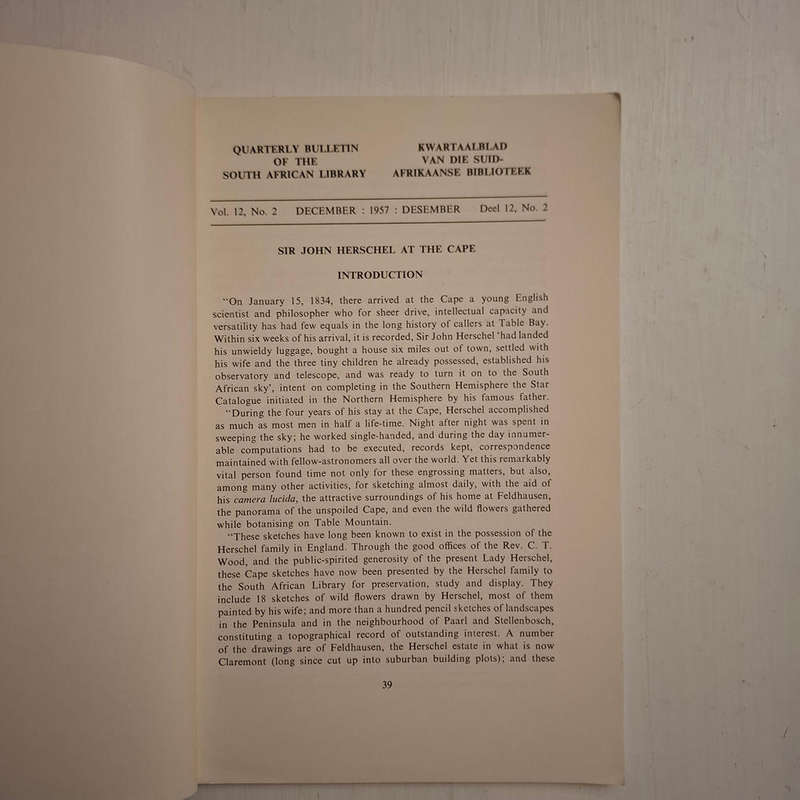 QUARTERLY BULLETIN
OF THE
SOUTH AFRICAN LIBRARY
KWARTAALBLAD
VAN DIE SUID-
AFRIKAANSE BIBLIOTEEK
Vol. 12, No. 2 DECEMBER : 1957 : DESEMBER Deel 12, No. 2
SIR JOHN HERSCHEL AT THE CAPE
INTRODUCTION
“On January 15, 1834, there arrived at the Cape a young English
scientist and philosopher who for sheer drive, intellectual capacity and
versatility has had few equals in the long history of callers at Table Bay.
Within six weeks of his arrival, it is recorded, Sir John Herschel ‘had landed
his unwieldy luggage, bought a house six miles out of town, settled with
his wife and the three tiny children he already possessed, established his
observatory and telescope, and was ready to turn it on to the South
African sky’, intent on completing in the Southern Hemisphere the Star
Catalogue initiated in the Northern Hemisphere by his famous father.
“During the four years of his stay at the Cape, Herschel accomplished
as much as most men in half a life-time. Night after night was spent in
sweeping the sky; he worked single-handed, and during the day innumer-
able computations had to be executed, records kept, correspondence
maintained with fellow-astronomers all over the world. Yet this remarkably
vital person found time not only for these engrossing matters, but also,
among many other activities, for sketching almost daily, with the aid of
his camera lucida, the attractive surroundings of his home at Feldhausen,
the panorama of the unspoiled Cape, and even the wild flowers gathered
while botanising on Table Mountain.
“These sketches have long been known to exist in the possession of the
Herschel family in England. Through the good offices of the Rev. C. T.
Wood, and the public-spirited generosity of the present Lady Herschel,
these Cape sketches have now been presented by the Herschel family to
the South African Library for preservation, study and display. They
include 18 sketches of wild flowers drawn by Herschel, most of them
painted by his wife; and more than a hundred pencil sketches of landscapes
in the Peninsula and in the neighbourhood of Paarl and Stellenbosch,
constituting a topographical record of outstanding interest. A number
of the drawings are of Feldhausen, the Herschel estate in what is now
Claremont (long since cut up into suburban building plots); and these
39